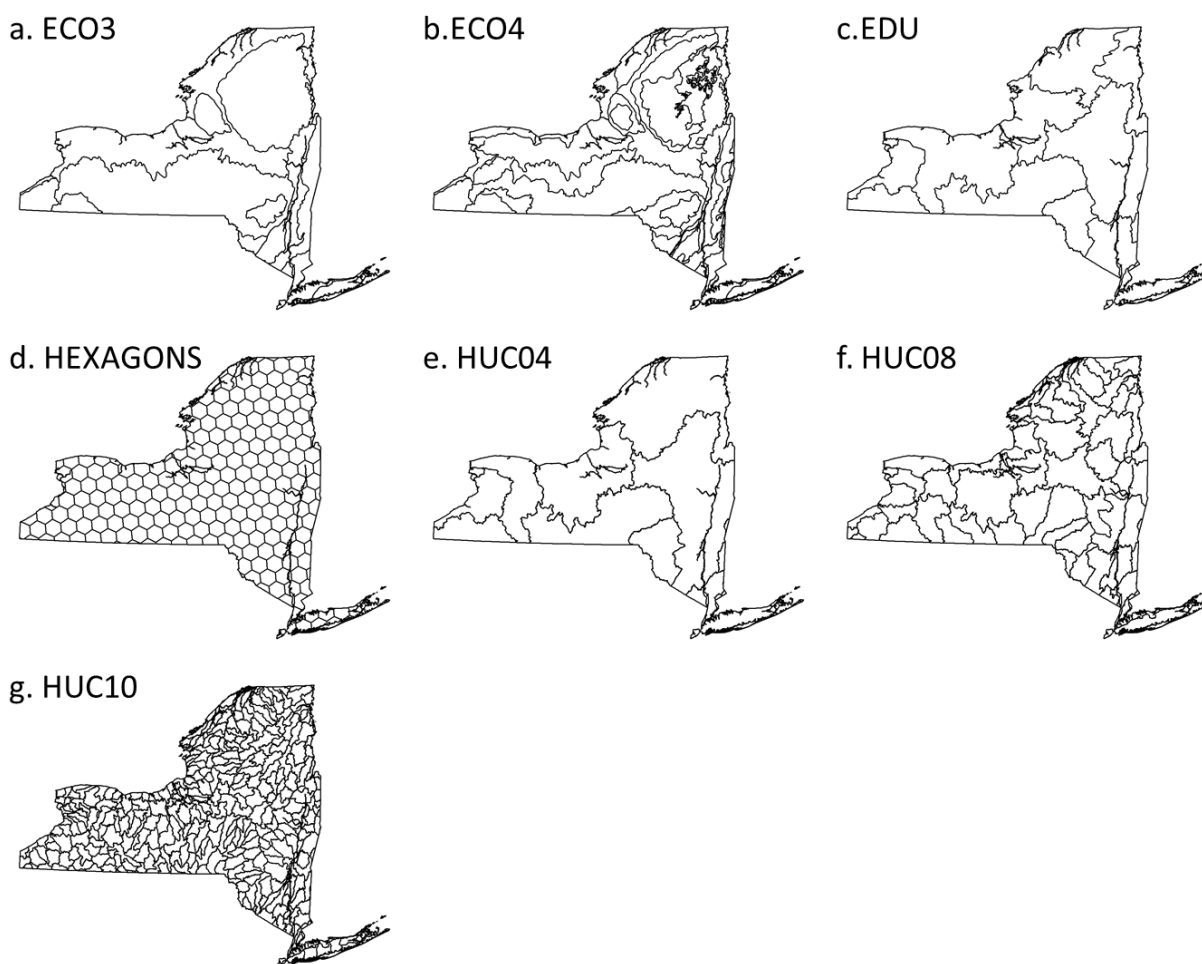 a. ECO3
b.ECO4
c.EDU
d. HEXAGONS
e. HUC04
f. HUC08
g. HUC10